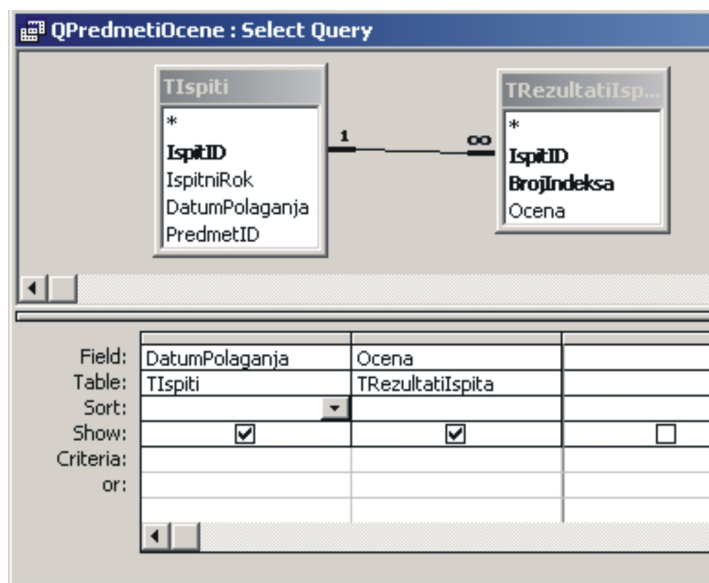 QPredmetiOcene : Select Query
TIspiti
*
IspitID
IspitniRok
DatumPolaganja
PredmetID
1
∞
TRezultatiIsp...
*
IspitID
BrojIndeksa
Ocena
Field: DatumPolaganja Ocena
Table: TIspiti TRezultatiIspita
Sort:
Show:
Criteria:
or: